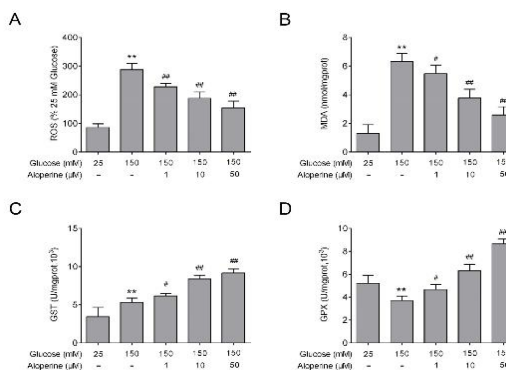 A
ROS (% 25 mM Glucose)
400
300
200
100
0
**
##
##
##
Glucose (mM) 25 150 150 150 150
Aloperine (μM) – – 1 10 50
B
MDA (nmol/mgprot)
8
6
4
2
0
**
#
##
##
Glucose (mM) 25 150 150 150 150
Aloperine (μM) – – 1 10 50
C
GST (U/mgprot 10³)
15
10
5
0
**
#
##
##
Glucose (mM) 25 150 150 150 150
Aloperine (μM) – – 1 10 50
D
GPX (U/mgprot,10³)
10
8
6
4
2
0
**
#
##
##
Glucose (mM) 25 150 150 150 150
Aloperine (μM) – – 1 10 50